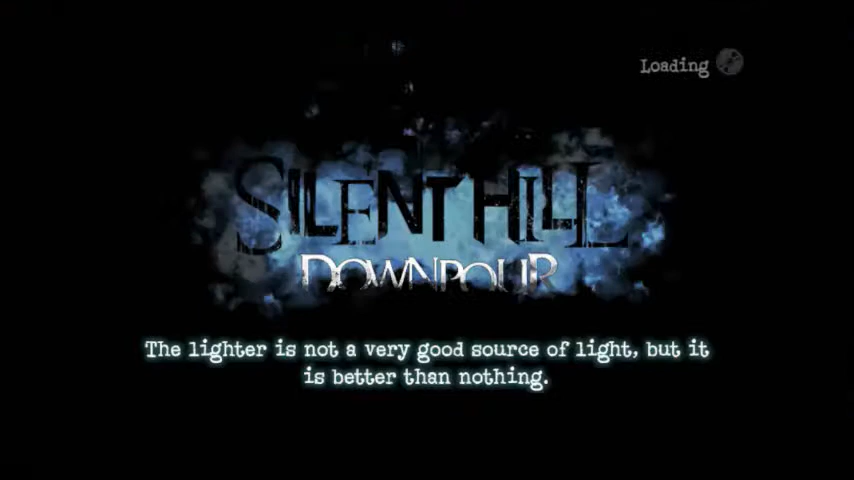 Loading
SILENT HILL
DOWNPOUR
The lighter is not a very good source of light, but it
is better than nothing.